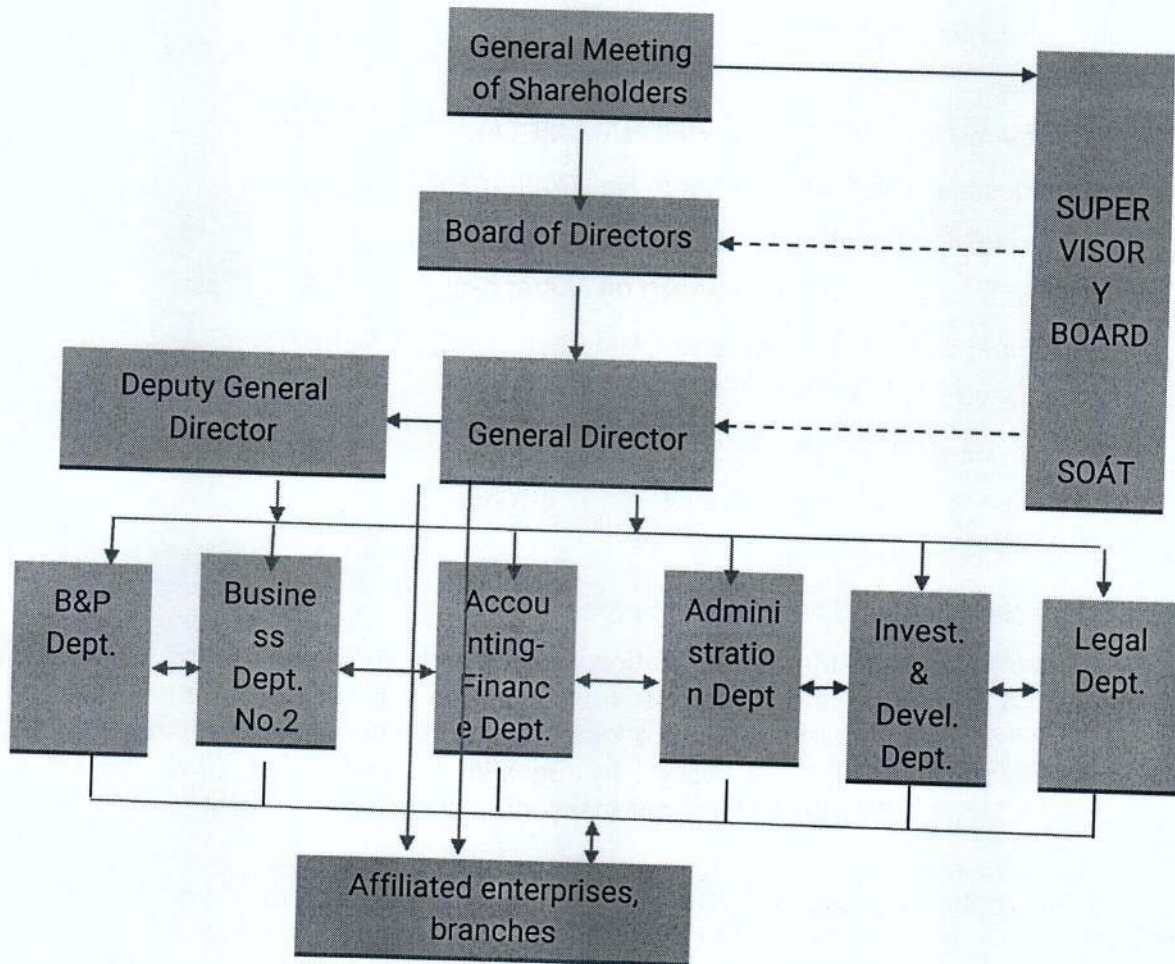 General Meeting
of Shareholders
Board of Directors
SUPER
VISOR
Y
BOARD
SOÁT
Deputy General
Director
General Director
B&P
Dept.
Busine
ss
Dept.
No.2
Accou
nting-
Financ
e Dept.
Admini
stratio
n Dept
Invest.
&
Devel.
Dept.
Legal
Dept.
Affiliated enterprises,
branches